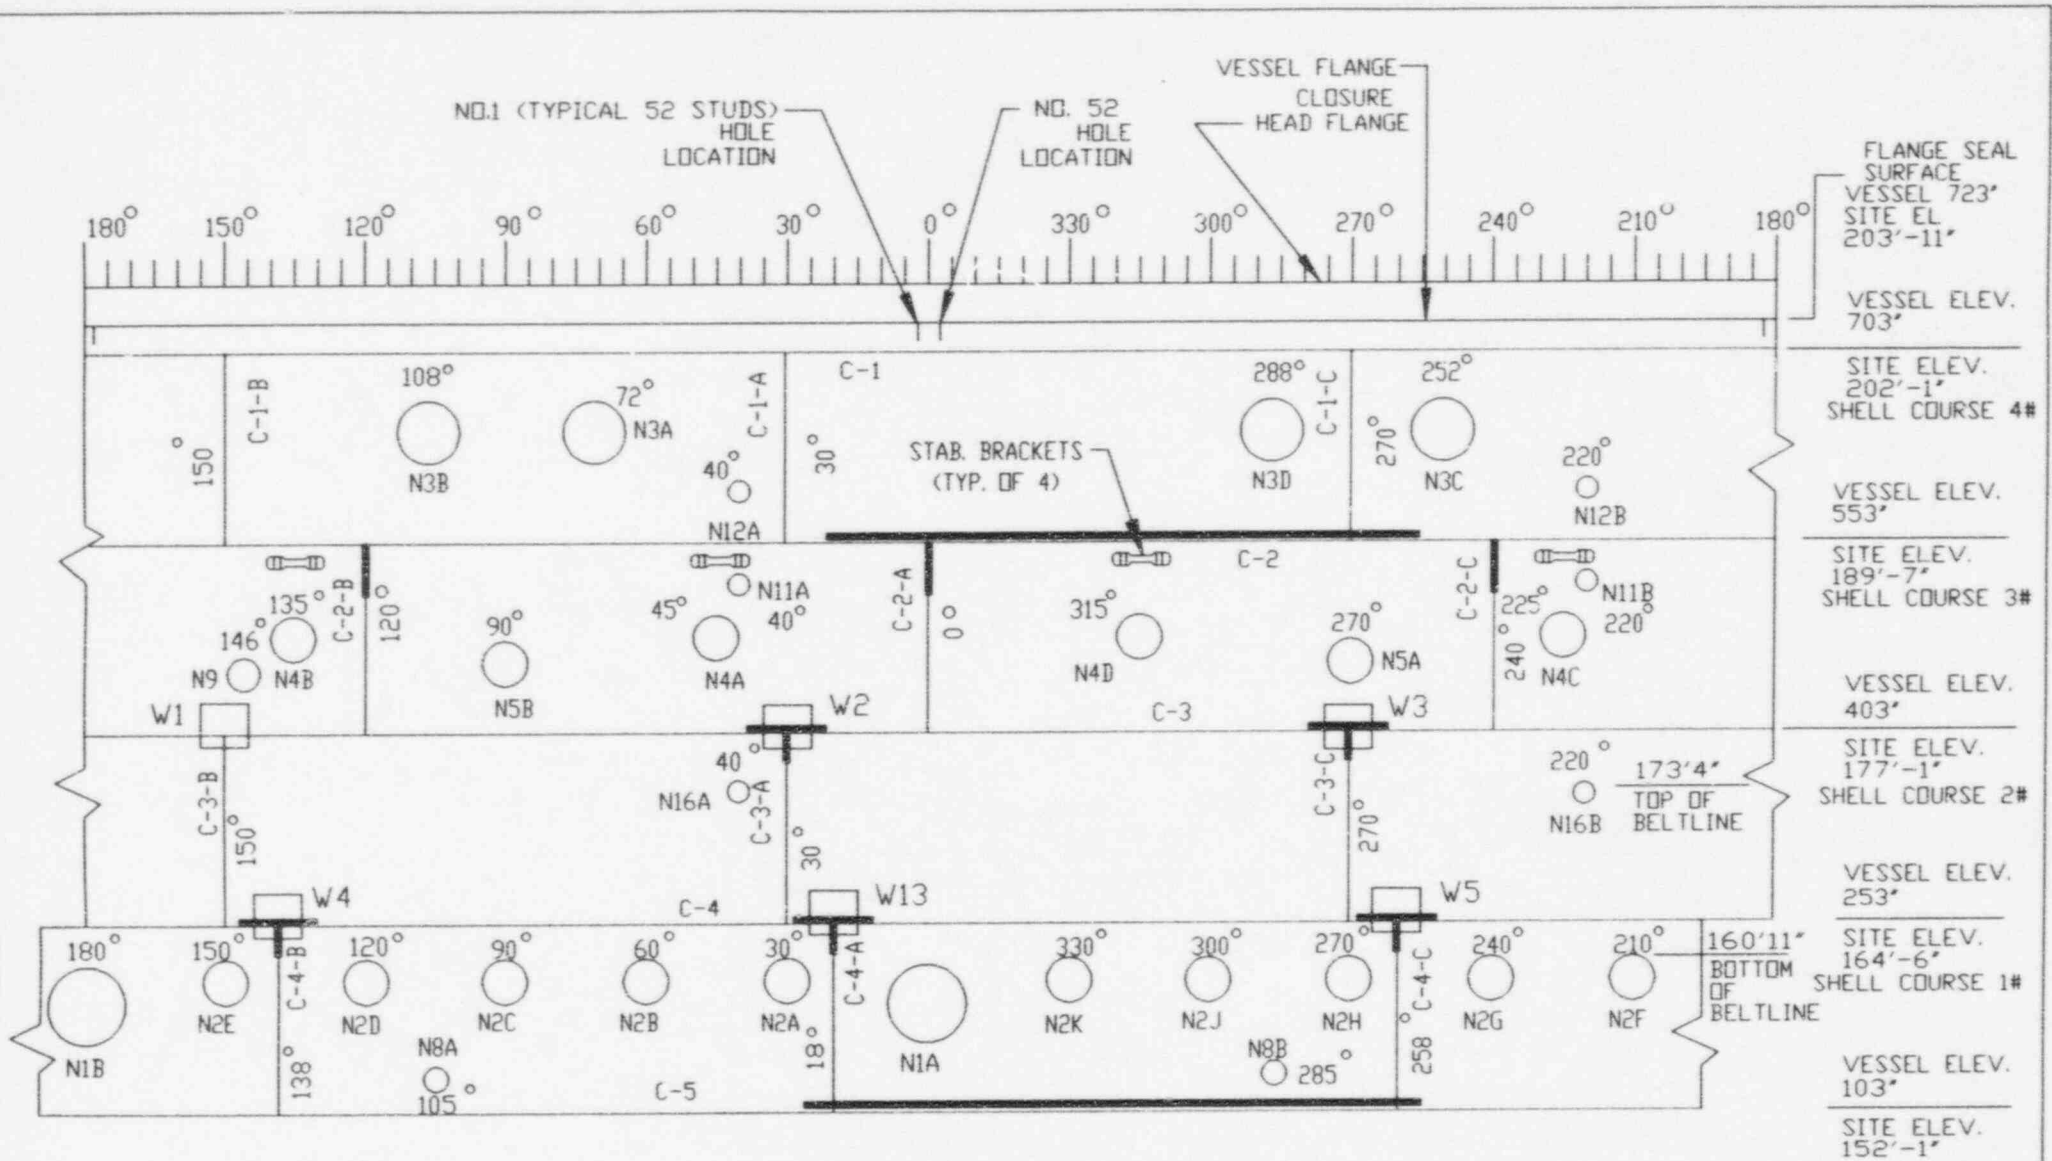 VESSEL FLANGE
CLOSURE
HEAD FLANGE
NO.1 (TYPICAL 52 STUDS)
HOLE
LOCATION
NO. 52
HOLE
LOCATION
FLANGE SEAL
SURFACE
VESSEL 723"
SITE EL
203'-11"
180° 150° 120° 90° 60° 30° 0° 330° 300° 270° 240° 210° 180°
VESSEL ELEV.
703"
SITE ELEV.
202'-1"
SHELL COURSE 4#
C-1-B
150°
108°
N3B
72°
N3A
C-1-A
30°
C-1
40°
N12A
STAB. BRACKETS
(TYP. OF 4)
288°
N3D
C-1-C
270°
252°
N3C
220°
N12B
VESSEL ELEV.
553"
SITE ELEV.
189'-7"
SHELL COURSE 3#
135°
146°
N9
N4B
C-2-B
120°
90°
N5B
45°
N4A
N11A
40°
C-2-A
0°
C-2
315°
N4D
270°
N5A
C-2-C
240°
225°
N4C
N11B
220°
C-3
VESSEL ELEV.
403"
SITE ELEV.
177'-1"
SHELL COURSE 2#
W1
W2
W3
C-3-B
150°
40°
N16A
C-3-A
30°
C-3-C
270°
220°
N16B
173'4"
TOP OF
BELTLINE
VESSEL ELEV.
253"
W4
C-4
W13
W5
SITE ELEV.
164'-6"
SHELL COURSE 1#
180°
N1B
150°
N2E
C-4-B
138°
120°
N2D
90°
N2C
60°
N2B
30°
N2A
C-4-A
18°
N1A
330°
N2K
300°
N2J
270°
N2H
C-4-C
258°
240°
N2G
210°
N2F
160'11"
BOTTOM
OF
BELTLINE
N8A
105°
C-5
N8B
285°
VESSEL ELEV.
103"
SITE ELEV.
152'-1"